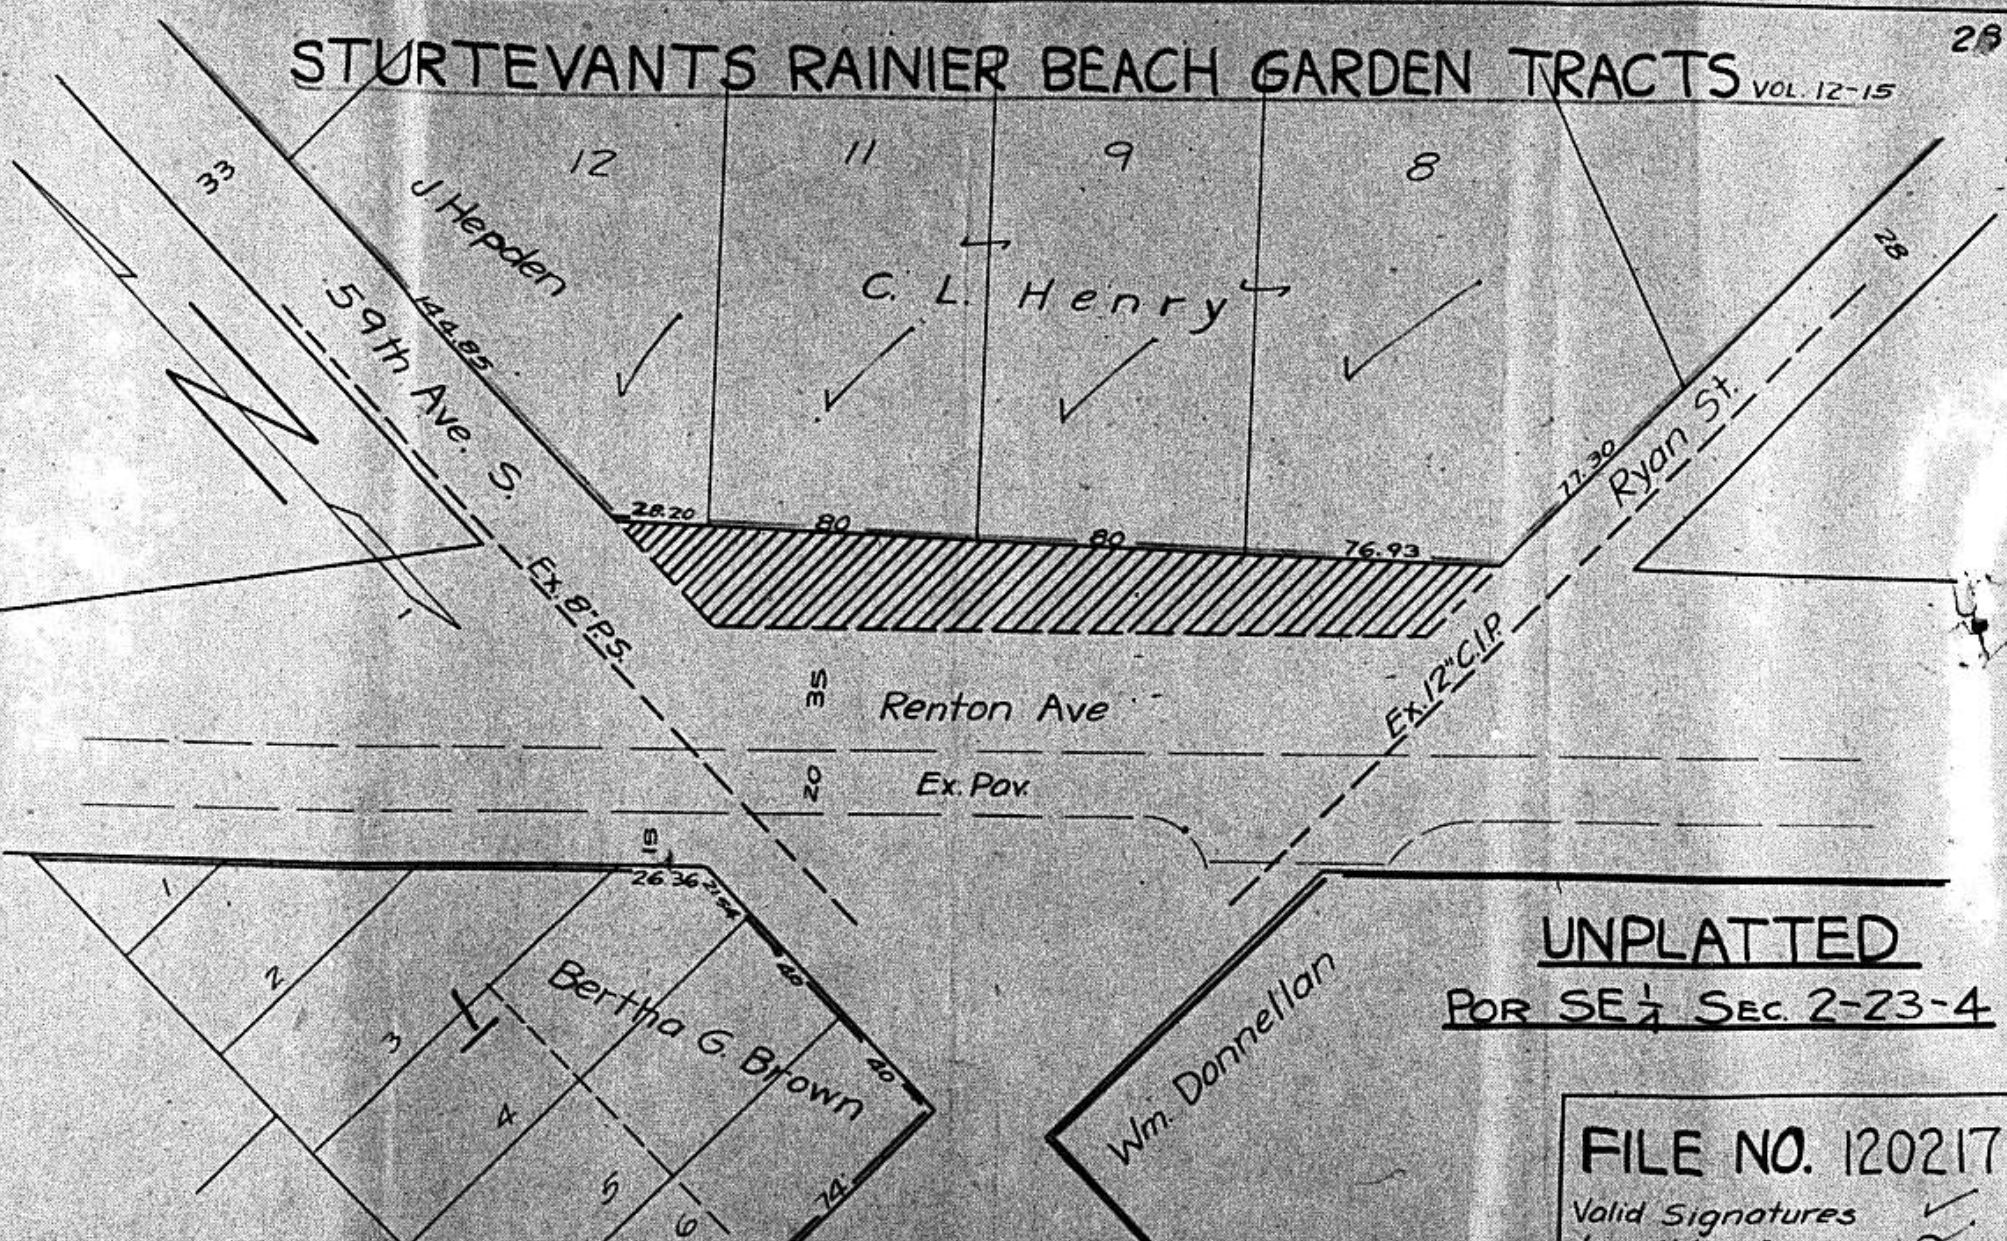 28
STURTEVANTS RAINIER BEACH GARDEN TRACTS VOL. 12-15
12
11
9
8
33
J. Hepden
C. L. Henry
28
59th Ave. S.
144.85
Ryan St.
77.30
28.20
80
80
76.93
Ex. 8" P.S.
Ex. 12" C.I.P.
35
Renton Ave
20
Ex. Pav.
15
26.36
21.54
1
2
3
4
5
6
40
40
74
Bertha G. Brown
Wm. Donnellan
UNPLATTED
POR SE ¼ SEC. 2-23-4
FILE NO. 120217
Valid Signatures